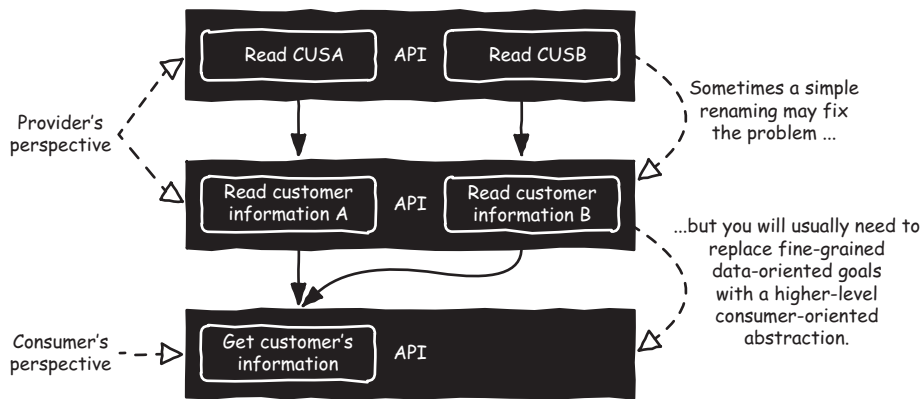 Read CUSA
API
Read CUSB
Sometimes a simple
renaming may fix
the problem ...
Provider's
perspective
Read customer
information A
API
Read customer
information B
...but you will usually need to
replace fine-grained
data-oriented goals
with a higher-level
consumer-oriented
abstraction.
Consumer's
perspective
Get customer's
information
API